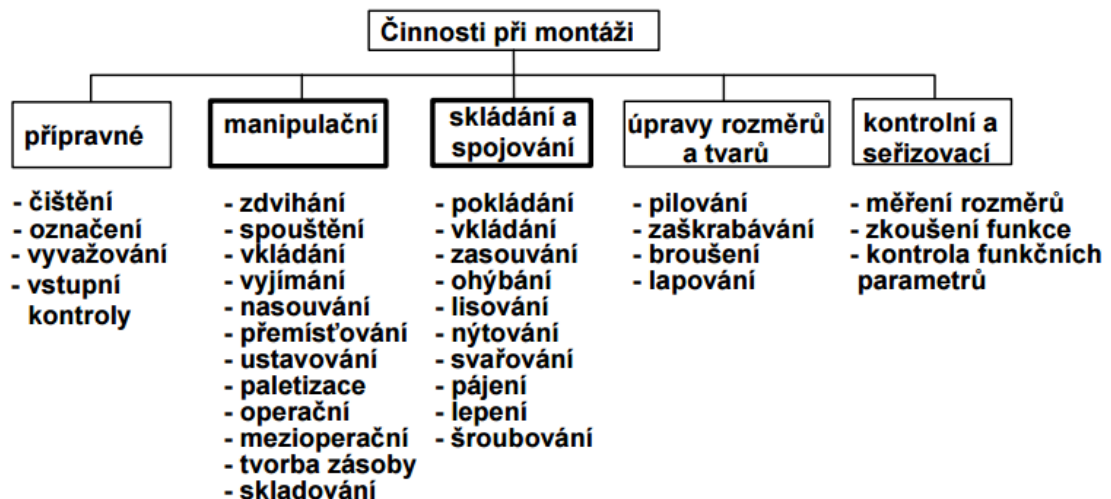 Činnosti při montáži
přípravné
manipulační
skládání a
spojování
úpravy rozměrů
a tvarů
kontrolní a
seřizovací
- čištění
- označení
- vyvažování
- vstupní
kontroly
- zdvihání
- spouštění
- vkládání
- vyjímání
- nasouvání
- přemísťování
- ustavování
- paletizace
- operační
- mezioperační
- tvorba zásoby
- skladování
- pokládání
- vkládání
- zasouvání
- ohýbání
- lisování
- nýtování
- svařování
- pájení
- lepení
- šroubování
- pilování
- zaškrabávání
- broušení
- lapování
- měření rozměrů
- zkoušení funkce
- kontrola funkčních
parametrů